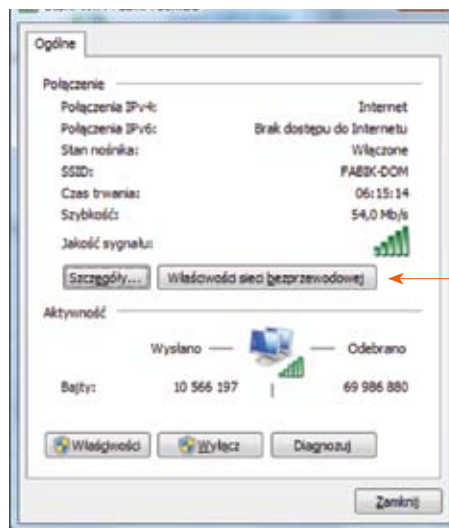 Ogólne
Połączenie
Połączenia IPv4: Internet
Połączenia IPv6: Brak dostępu do Internetu
Stan nośnika: Włączone
SSID: FABIK-DOM
Czas trwania: 06:15:14
Szybkość: 54,0 Mb/s
Jakość sygnału:
Szczegóły... Właściwości sieci bezprzewodowej
Aktywność
Wysłano Odebrano
Bajty: 10 566 197 69 986 880
Właściwości Wyłącz Diagnozuj
Zamknij